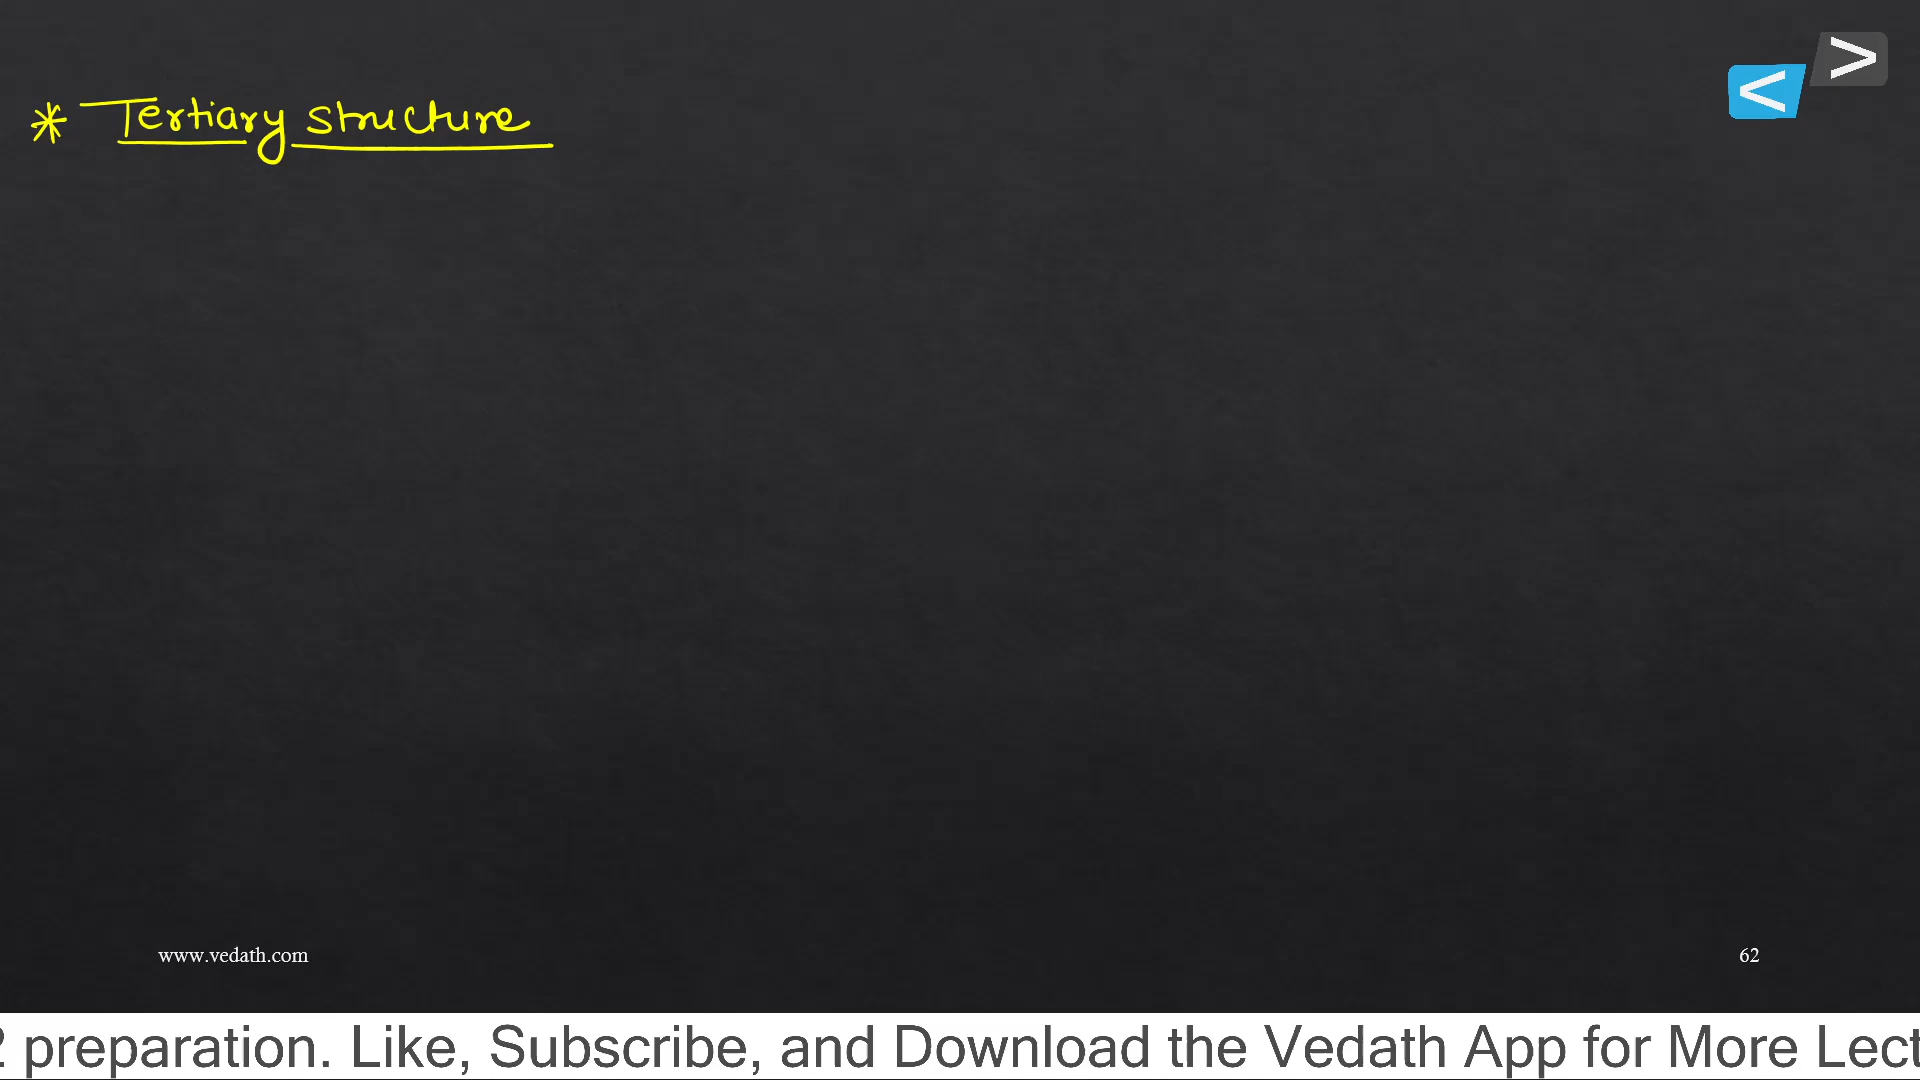 * Tertiary structure
< >
www.vedath.com
62
preparation. Like, Subscribe, and Download the Vedath App for More Lect